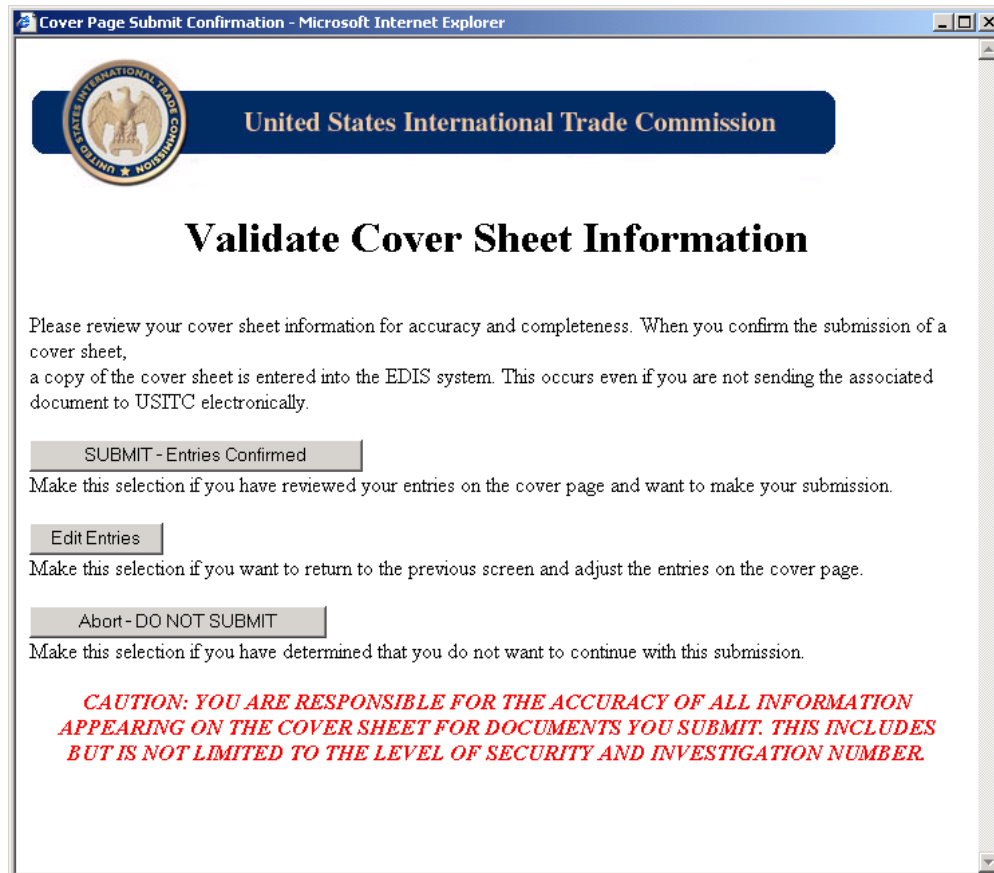 Cover Page Submit Confirmation - Microsoft Internet Explorer
UNITED STATES INTERNATIONAL TRADE COMMISSION
United States International Trade Commission
Validate Cover Sheet Information
Please review your cover sheet information for accuracy and completeness. When you confirm the submission of a
cover sheet,
a copy of the cover sheet is entered into the EDIS system. This occurs even if you are not sending the associated
document to USITC electronically.
SUBMIT - Entries Confirmed
Make this selection if you have reviewed your entries on the cover page and want to make your submission.
Edit Entries
Make this selection if you want to return to the previous screen and adjust the entries on the cover page.
Abort - DO NOT SUBMIT
Make this selection if you have determined that you do not want to continue with this submission.
CAUTION: YOU ARE RESPONSIBLE FOR THE ACCURACY OF ALL INFORMATION
APPEARING ON THE COVER SHEET FOR DOCUMENTS YOU SUBMIT. THIS INCLUDES
BUT IS NOT LIMITED TO THE LEVEL OF SECURITY AND INVESTIGATION NUMBER.